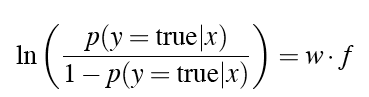 ln ( p(y = true|x) / 1 − p(y = true|x) ) = w · f